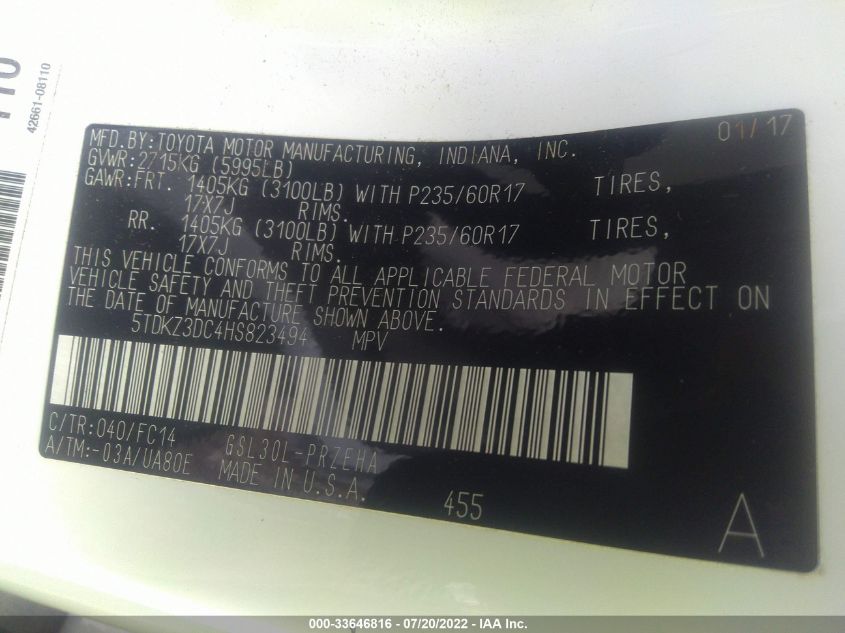 110
42661-08110
MFD.BY:TOYOTA MOTOR MANUFACTURING, INDIANA, INC. 01/17
GVWR:2715KG (5995LB)
GAWR:FRT. 1405KG (3100LB) WITH P235/60R17 TIRES,
17X7J RIMS.
RR. 1405KG (3100LB) WITH P235/60R17 TIRES,
17X7J RIMS.
THIS VEHICLE CONFORMS TO ALL APPLICABLE FEDERAL MOTOR
VEHICLE SAFETY AND THEFT PREVENTION STANDARDS IN EFFECT ON
THE DATE OF MANUFACTURE SHOWN ABOVE.
5TDKZ3DC4HS823494 MPV
C/TR:040/FC14 GSL30L-PRZEHA
A/TM:-03A/UA80E MADE IN U.S.A.
455
A
000-33646816 - 07/20/2022 - IAA Inc.